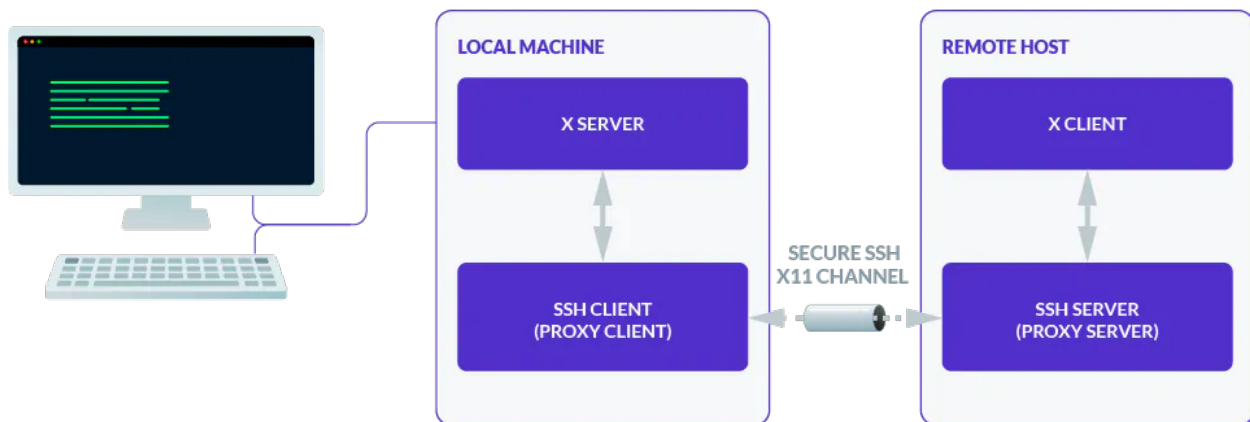 LOCAL MACHINE
X SERVER
SSH CLIENT
(PROXY CLIENT)
SECURE SSH
X11 CHANNEL
REMOTE HOST
X CLIENT
SSH SERVER
(PROXY SERVER)